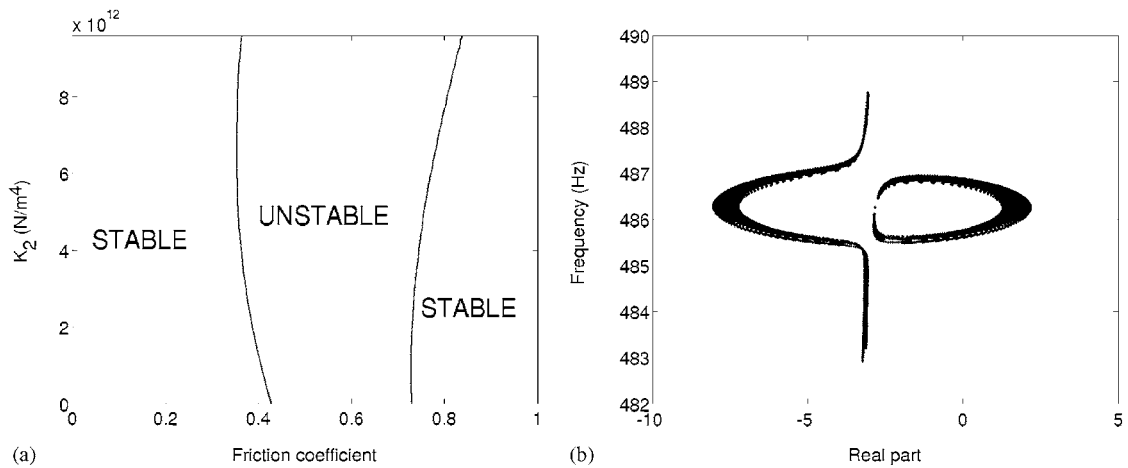 x 10^12
8
6
4
2
0
K_2 (N/m^4)
STABLE
UNSTABLE
STABLE
0 0.2 0.4 0.6 0.8 1
Friction coefficient
(a)
490
489
488
487
486
485
484
483
482
Frequency (Hz)
-10 -5 0 5
Real part
(b)